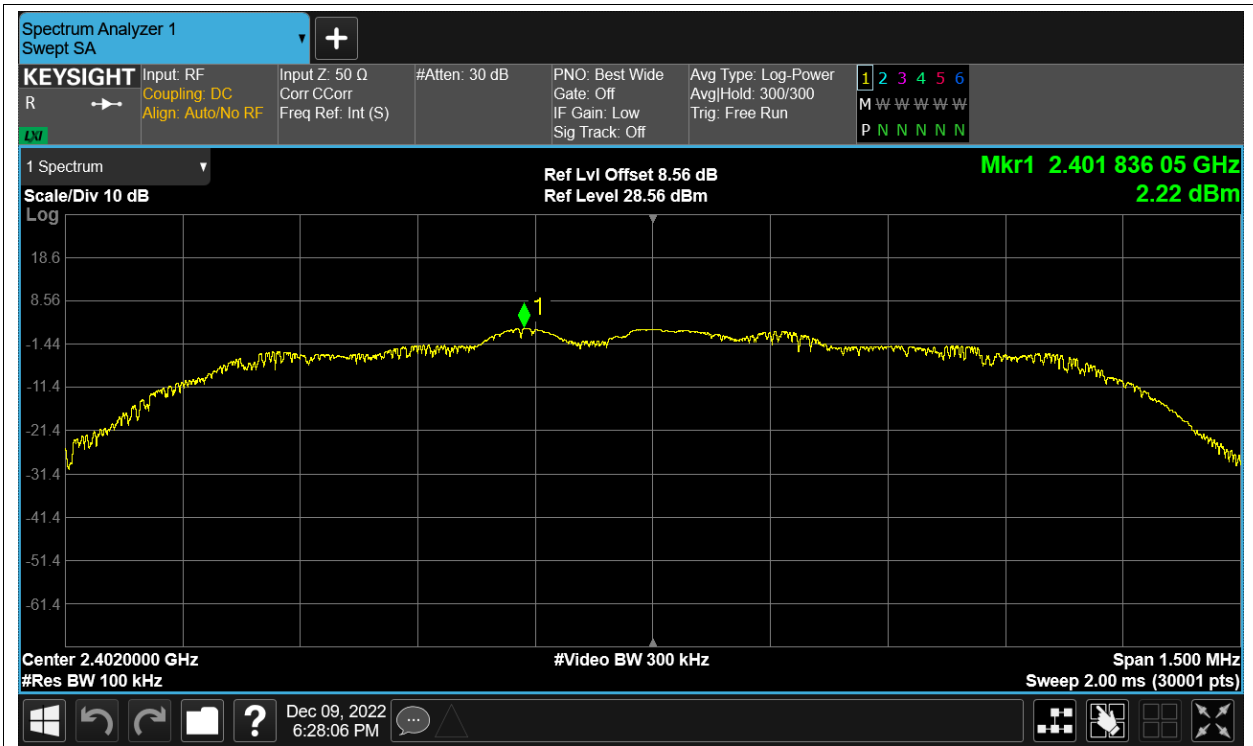 Spectrum Analyzer 1
Swept SA
+
KEYSIGHT Input: RF Input Z: 50 Ω #Atten: 30 dB PNO: Best Wide Avg Type: Log-Power 1 2 3 4 5 6
R Coupling: DC Corr CCorr Gate: Off Avg|Hold: 300/300 M W W W W W W
Align: Auto/No RF Freq Ref: Int (S) IF Gain: Low Trig: Free Run
LXI Sig Track: Off P N N N N N N
1 Spectrum Ref Lvl Offset 8.56 dB Mkr1 2.401 836 05 GHz
Scale/Div 10 dB Ref Level 28.56 dBm 2.22 dBm
Log
18.6
8.56
1
-1.44
-11.4
-21.4
-31.4
-41.4
-51.4
-61.4
Center 2.4020000 GHz #Video BW 300 kHz Span 1.500 MHz
#Res BW 100 kHz Sweep 2.00 ms (30001 pts)
? Dec 09, 2022
6:28:06 PM